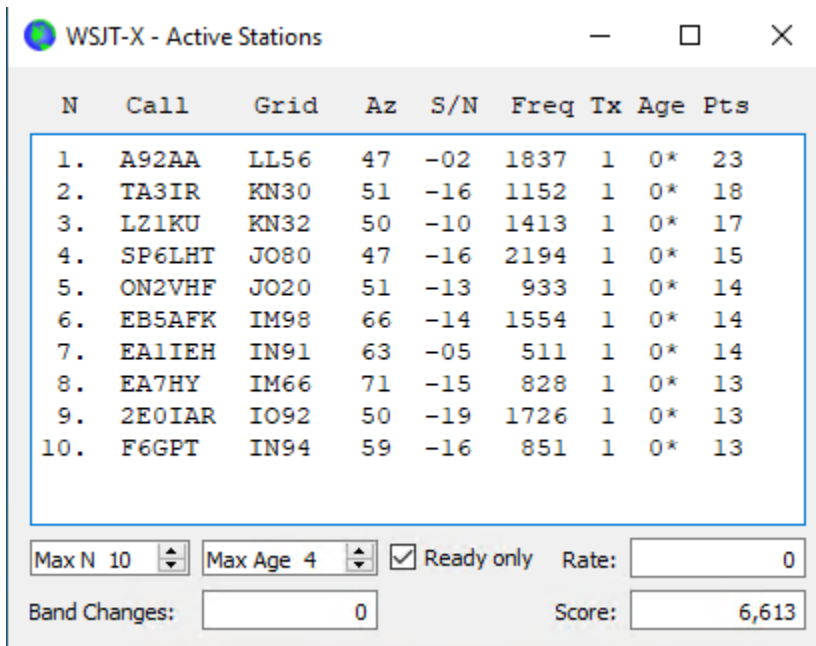 WSJT-X - Active Stations
N Call Grid Az S/N Freq Tx Age Pts
1. A92AA LL56 47 -02 1837 1 0* 23
2. TA3IR KN30 51 -16 1152 1 0* 18
3. LZ1KU KN32 50 -10 1413 1 0* 17
4. SP6LHT JO80 47 -16 2194 1 0* 15
5. ON2VHF JO20 51 -13 933 1 0* 14
6. EB5AFK IM98 66 -14 1554 1 0* 14
7. EA1IEH IN91 63 -05 511 1 0* 14
8. EA7HY IM66 71 -15 828 1 0* 13
9. 2E0IAR IO92 50 -19 1726 1 0* 13
10. F6GPT IN94 59 -16 851 1 0* 13
Max N 10 Max Age 4 Ready only Rate: 0
Band Changes: 0 Score: 6,613